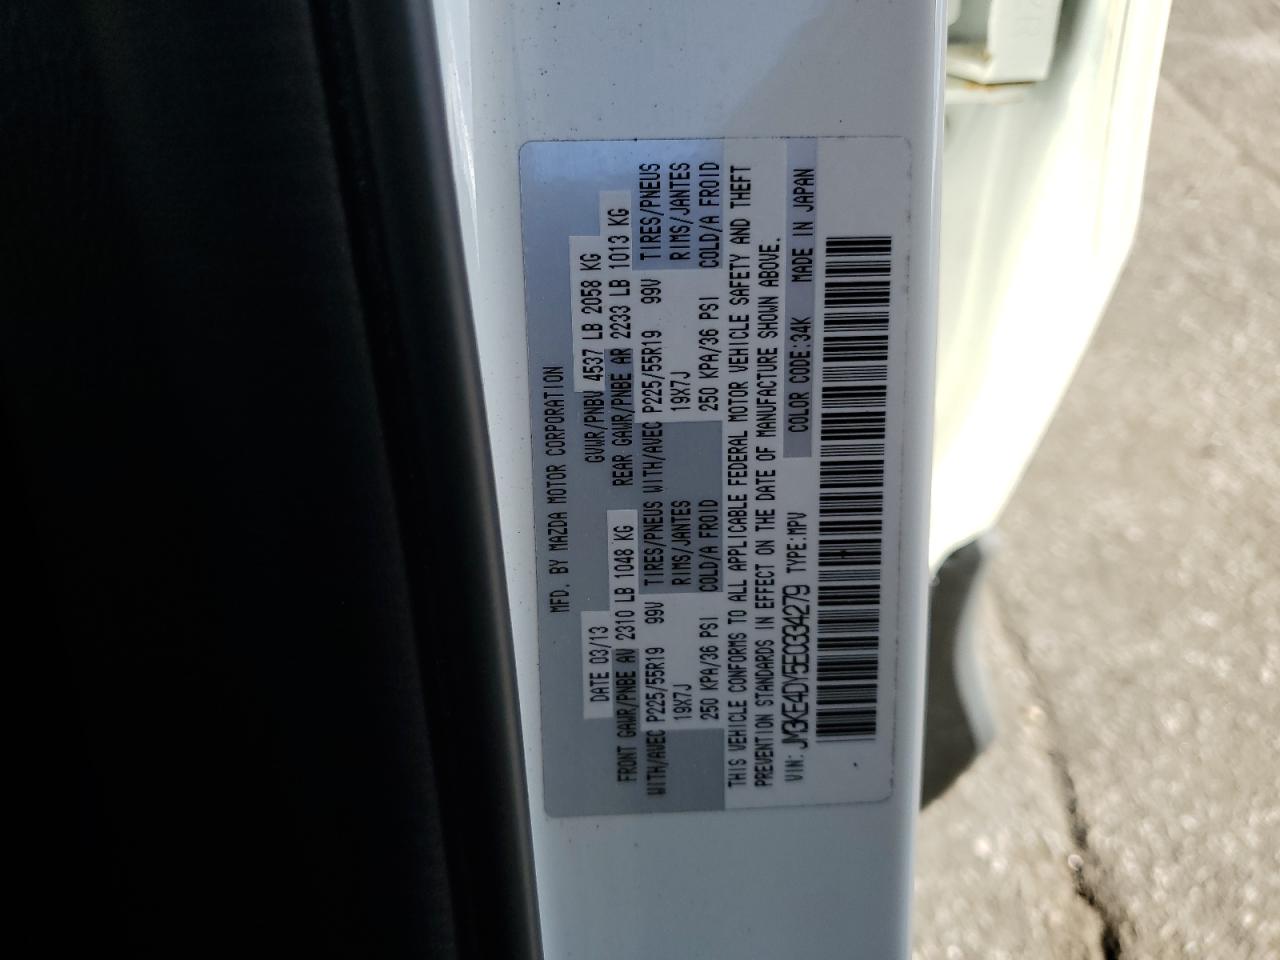 MFD. BY MAZDA MOTOR CORPORATION
DATE 03/13 GVWR/PNBV 4537 LB 2058 KG
FRONT GAWR/PNBE AV 2310 LB 1048 KG REAR GAWR/PNBE AR 2233 LB 1013 KG
WITH/AVEC P225/55R19 99V TIRES/PNEUS WITH/AVEC P225/55R19 99V TIRES/PNEUS
19X7J RIMS/JANTES 19X7J RIMS/JANTES
250 KPA/36 PSI COLD/A FROID 250 KPA/36 PSI COLD/A FROID
THIS VEHICLE CONFORMS TO ALL APPLICABLE FEDERAL MOTOR VEHICLE SAFETY AND THEFT
PREVENTION STANDARDS IN EFFECT ON THE DATE OF MANUFACTURE SHOWN ABOVE.
VIN: JM3KE4DY5E0334279 TYPE:MPV COLOR CODE:34K MADE IN JAPAN